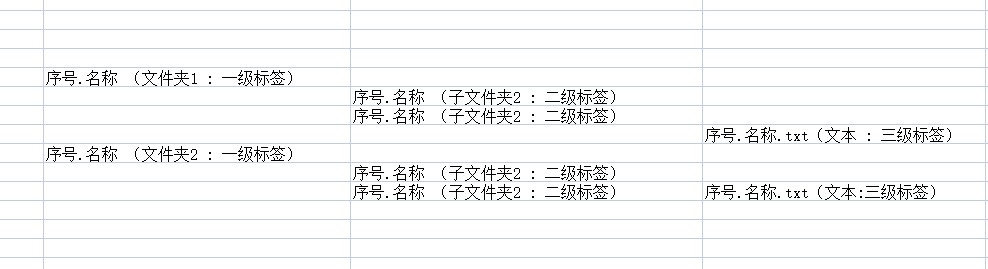 序号.名称 （文件夹1 : 一级标签）
序号.名称 （子文件夹2 : 二级标签）
序号.名称 （子文件夹2 : 二级标签）
序号.名称.txt（文本 : 三级标签）
序号.名称 （文件夹2 : 一级标签）
序号.名称 （子文件夹2 : 二级标签）
序号.名称 （子文件夹2 : 二级标签）
序号.名称.txt（文本:三级标签）